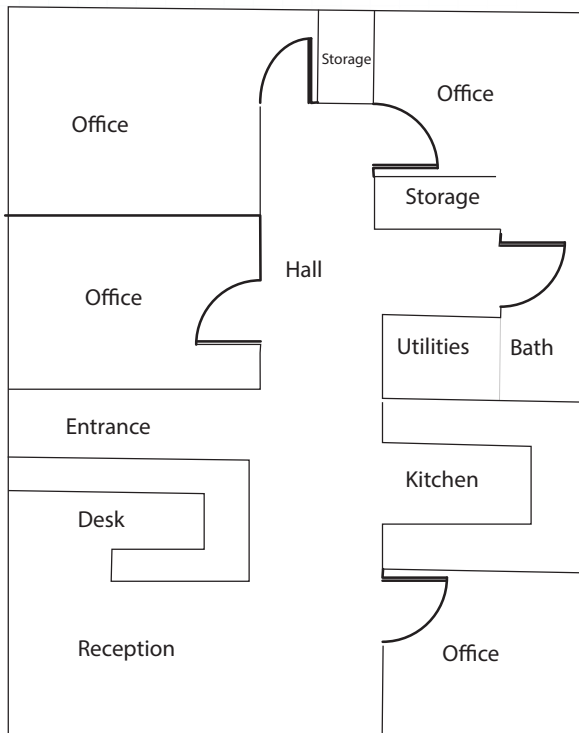 Storage
Office
Office
Storage
Hall
Office
Utilities
Bath
Entrance
Kitchen
Desk
Reception
Office